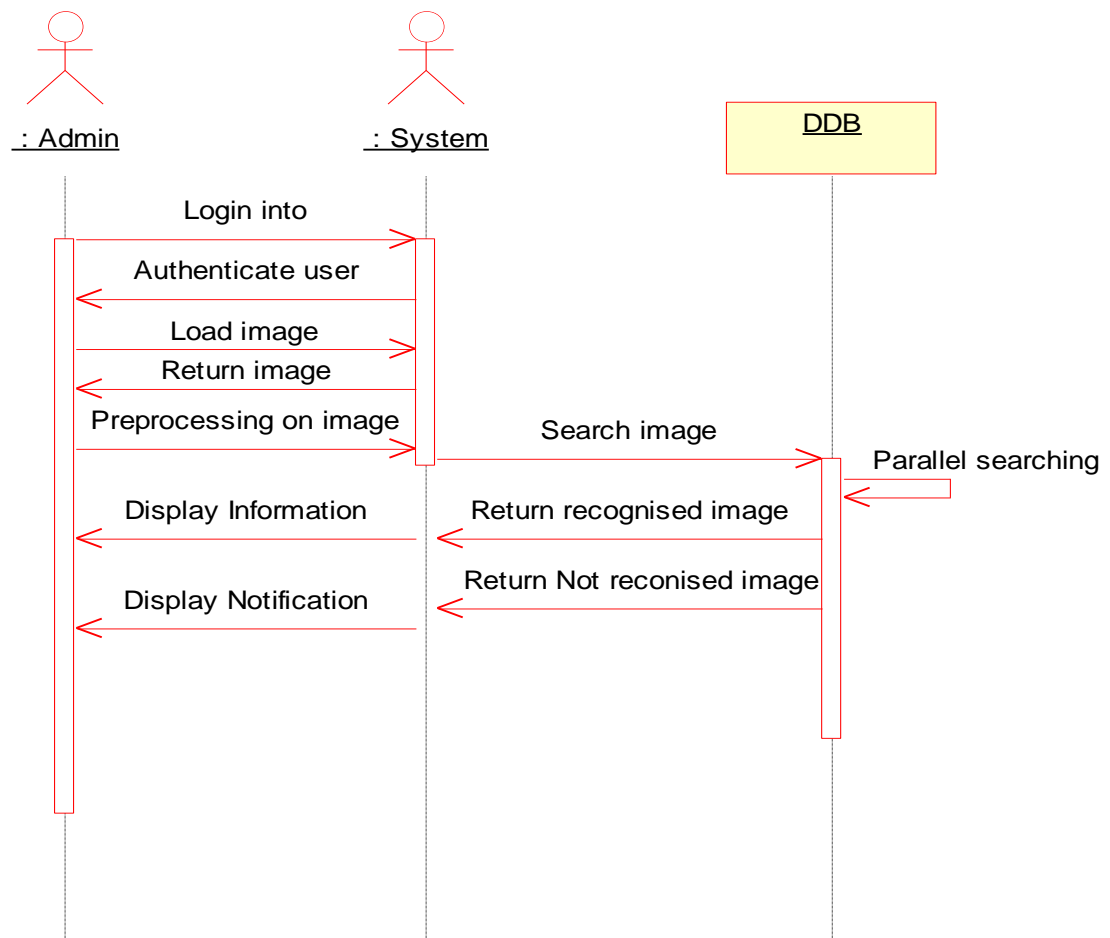 : Admin
: System
DDB
Login into
Authenticate user
Load image
Return image
Preprocessing on image
Search image
Parallel searching
Display Information
Return recognised image
Return Not reconised image
Display Notification